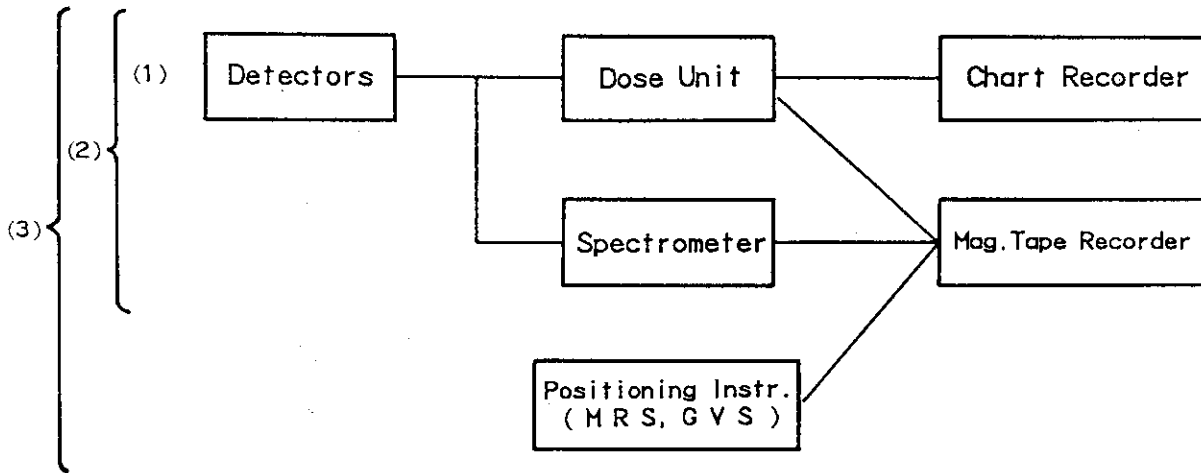 (1)
Detectors
Dose Unit
Chart Recorder
(2)
(3)
Spectrometer
Mag.Tape Recorder
Positioning Instr.
( M R S, G V S )